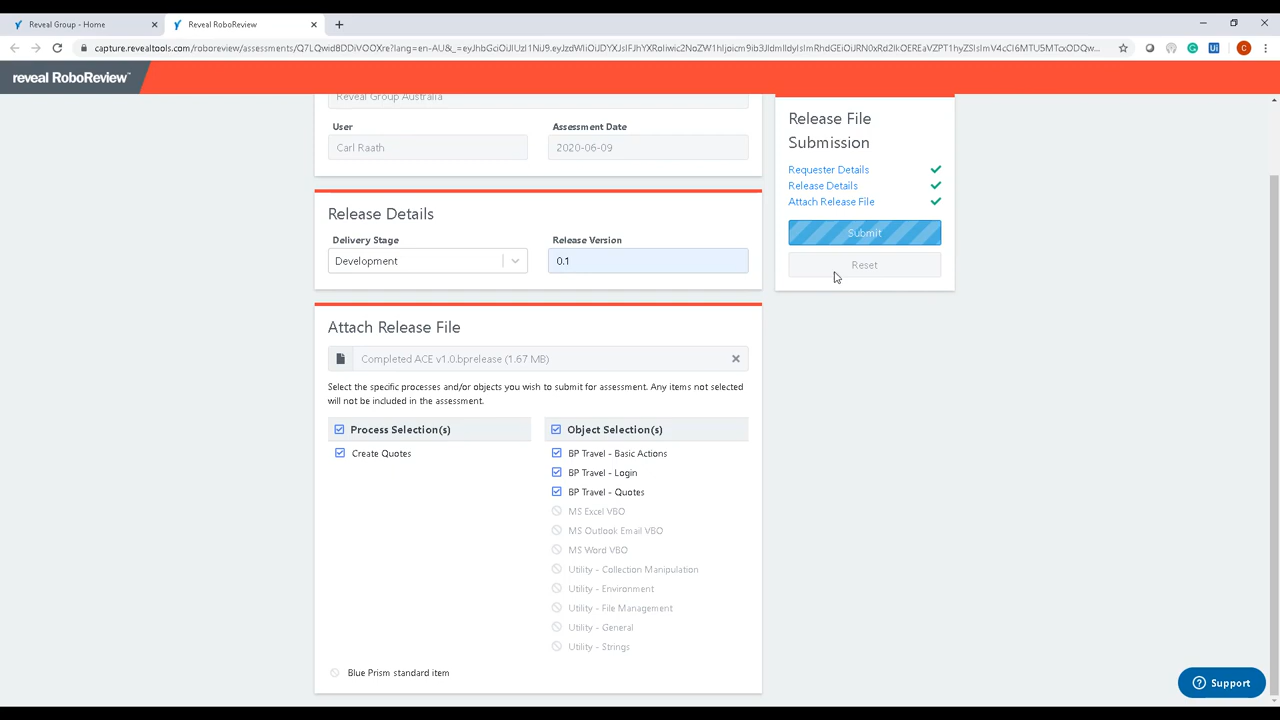 Reveal Group - Home
Reveal RoboReview
reveal RoboReview™
Reveal Group Australia
User
Assessment Date
Carl Raath
2020-06-09
Release Details
Delivery Stage
Release Version
Development
0.1
Attach Release File
Completed ACE v1.0.bprelease (1.67 MB)
Select the specific processes and/or objects you wish to submit for assessment. Any items not selected
will not be included in the assessment.
Process Selection(s)
Object Selection(s)
Create Quotes
BP Travel - Basic Actions
BP Travel - Login
BP Travel - Quotes
MS Excel VBO
MS Outlook Email VBO
MS Word VBO
Utility - Collection Manipulation
Utility - Environment
Utility - File Management
Utility - General
Utility - Strings
Blue Prism standard item
Release File
Submission
Requester Details
Release Details
Attach Release File
Submit
Reset
Support